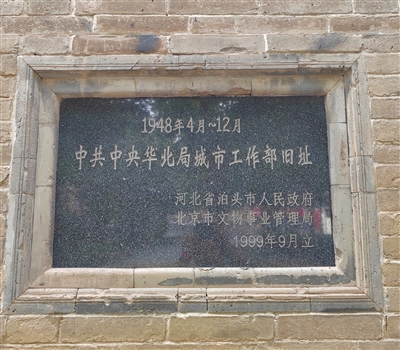 1948年4月~12月
中共中央华北局城市工作部旧址
河北省泊头市人民政府
北京市文物事业管理局
1999年9月立